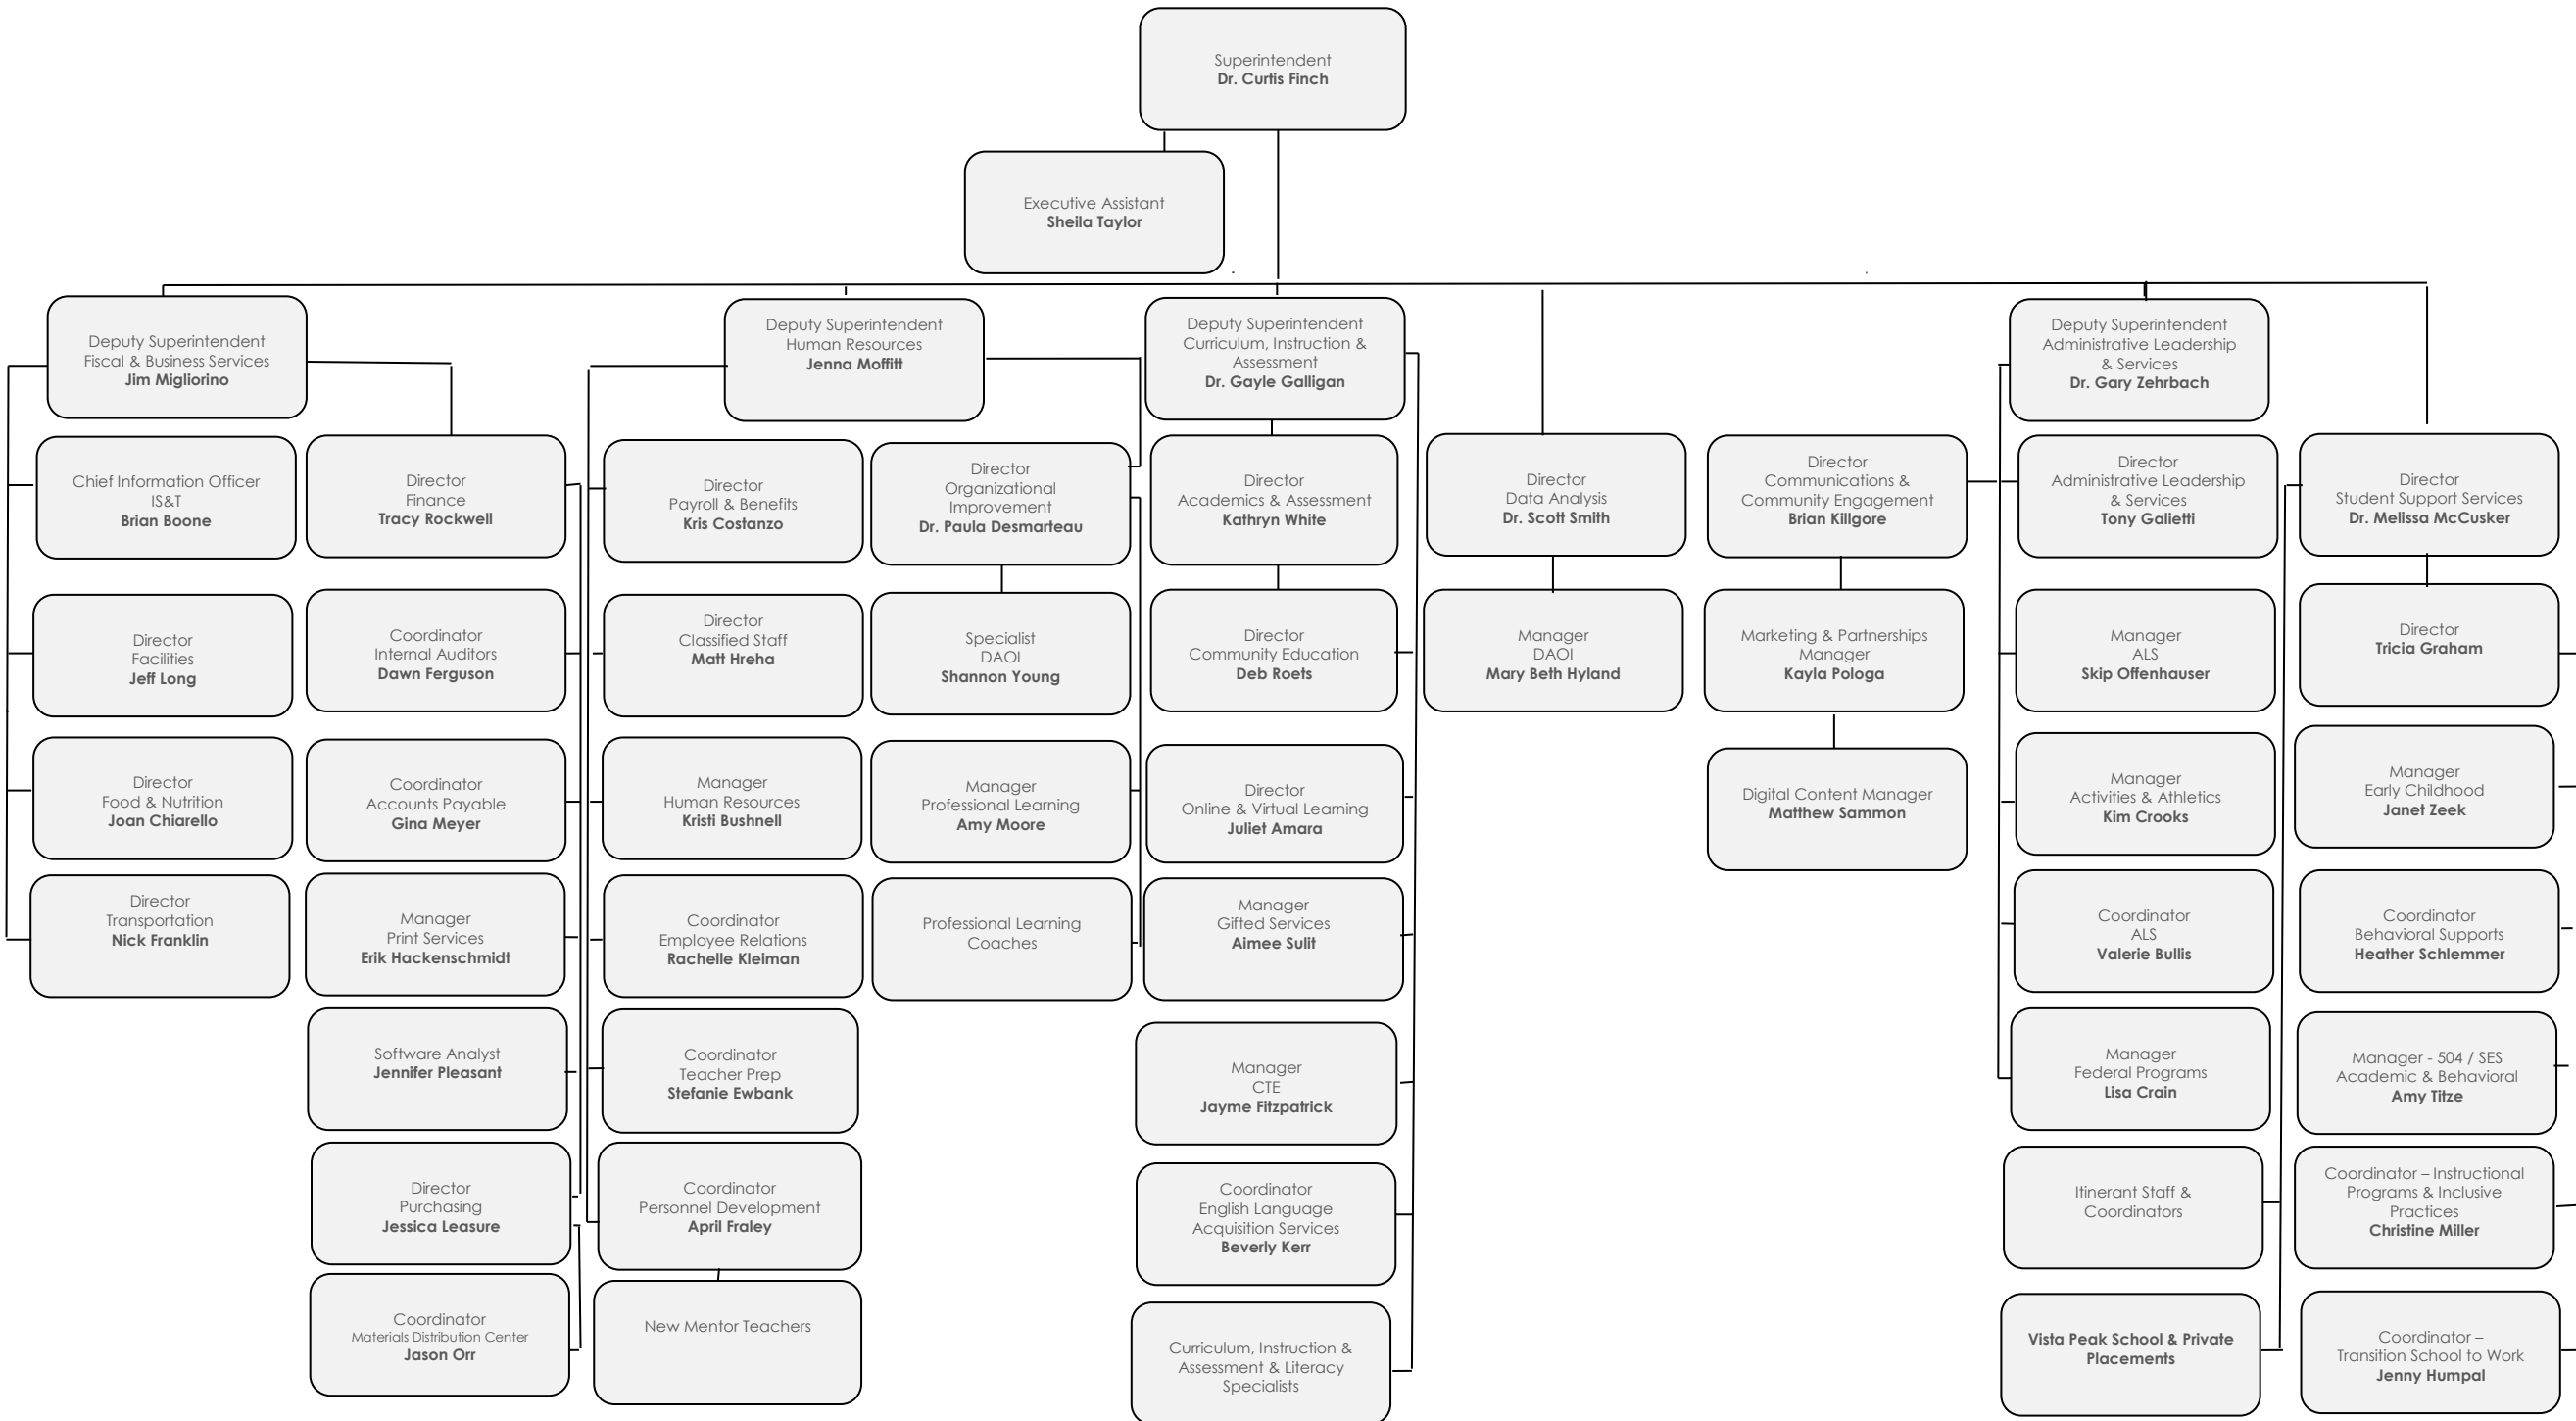 Superintendent
Dr. Curtis Finch
Executive Assistant
Sheila Taylor
Deputy Superintendent
Fiscal & Business Services
Jim Migliorino
Deputy Superintendent
Human Resources
Jenna Moffitt
Deputy Superintendent
Curriculum, Instruction &
Assessment
Dr. Gayle Galligan
Deputy Superintendent
Administrative Leadership
& Services
Dr. Gary Zehrbach
Chief Information Officer
IS&T
Brian Boone
Director
Finance
Tracy Rockwell
Director
Payroll & Benefits
Kris Costanzo
Director
Organizational
Improvement
Dr. Paula Desmarteau
Director
Academics & Assessment
Kathryn White
Director
Data Analysis
Dr. Scott Smith
Director
Communications &
Community Engagement
Brian Killgore
Director
Administrative Leadership
& Services
Tony Galietti
Director
Student Support Services
Dr. Melissa McCusker
Director
Facilities
Jeff Long
Coordinator
Internal Auditors
Dawn Ferguson
Director
Classified Staff
Matt Hreha
Specialist
DAOI
Shannon Young
Director
Community Education
Deb Roets
Manager
DAOI
Mary Beth Hyland
Marketing & Partnerships
Manager
Kayla Pologa
Manager
ALS
Skip Offenhauser
Director
Tricia Graham
Director
Food & Nutrition
Joan Chiarello
Coordinator
Accounts Payable
Gina Meyer
Manager
Human Resources
Kristi Bushnell
Manager
Professional Learning
Amy Moore
Director
Online & Virtual Learning
Juliet Amara
Digital Content Manager
Matthew Sammon
Manager
Activities & Athletics
Kim Crooks
Manager
Early Childhood
Janet Zeek
Director
Transportation
Nick Franklin
Manager
Print Services
Erik Hackenschmidt
Coordinator
Employee Relations
Rachelle Kleiman
Professional Learning
Coaches
Manager
Gifted Services
Aimee Sulit
Coordinator
ALS
Valerie Bullis
Coordinator
Behavioral Supports
Heather Schlemmer
Software Analyst
Jennifer Pleasant
Coordinator
Teacher Prep
Stefanie Ewbank
Manager
CTE
Jayme Fitzpatrick
Manager
Federal Programs
Lisa Crain
Manager - 504 / SES
Academic & Behavioral
Amy Titze
Director
Purchasing
Jessica Leasure
Coordinator
Personnel Development
April Fraley
Coordinator
English Language
Acquisition Services
Beverly Kerr
Itinerant Staff &
Coordinators
Coordinator – Instructional
Programs & Inclusive
Practices
Christine Miller
Coordinator
Materials Distribution Center
Jason Orr
New Mentor Teachers
Curriculum, Instruction &
Assessment & Literacy
Specialists
Vista Peak School & Private
Placements
Coordinator –
Transition School to Work
Jenny Humpal